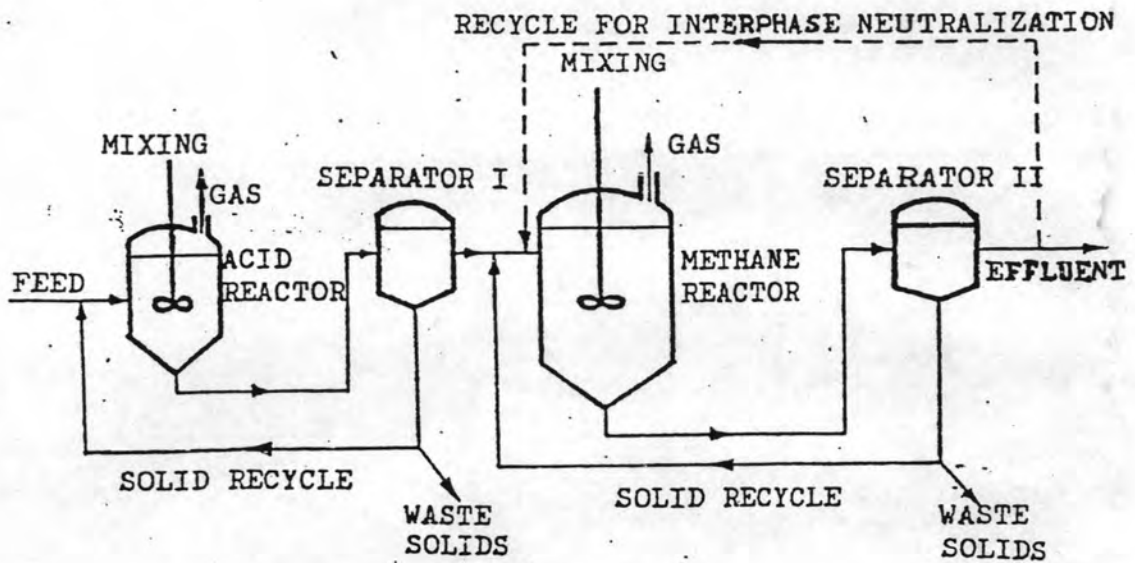 RECYCLE FOR INTERPHASE NEUTRALIZATION
MIXING
GAS
MIXING
SEPARATOR I
SEPARATOR II
GAS
ACID
REACTOR
METHANE
REACTOR
FEED
EFFLUENT
SOLID RECYCLE
SOLID RECYCLE
WASTE
SOLIDS
WASTE
SOLIDS